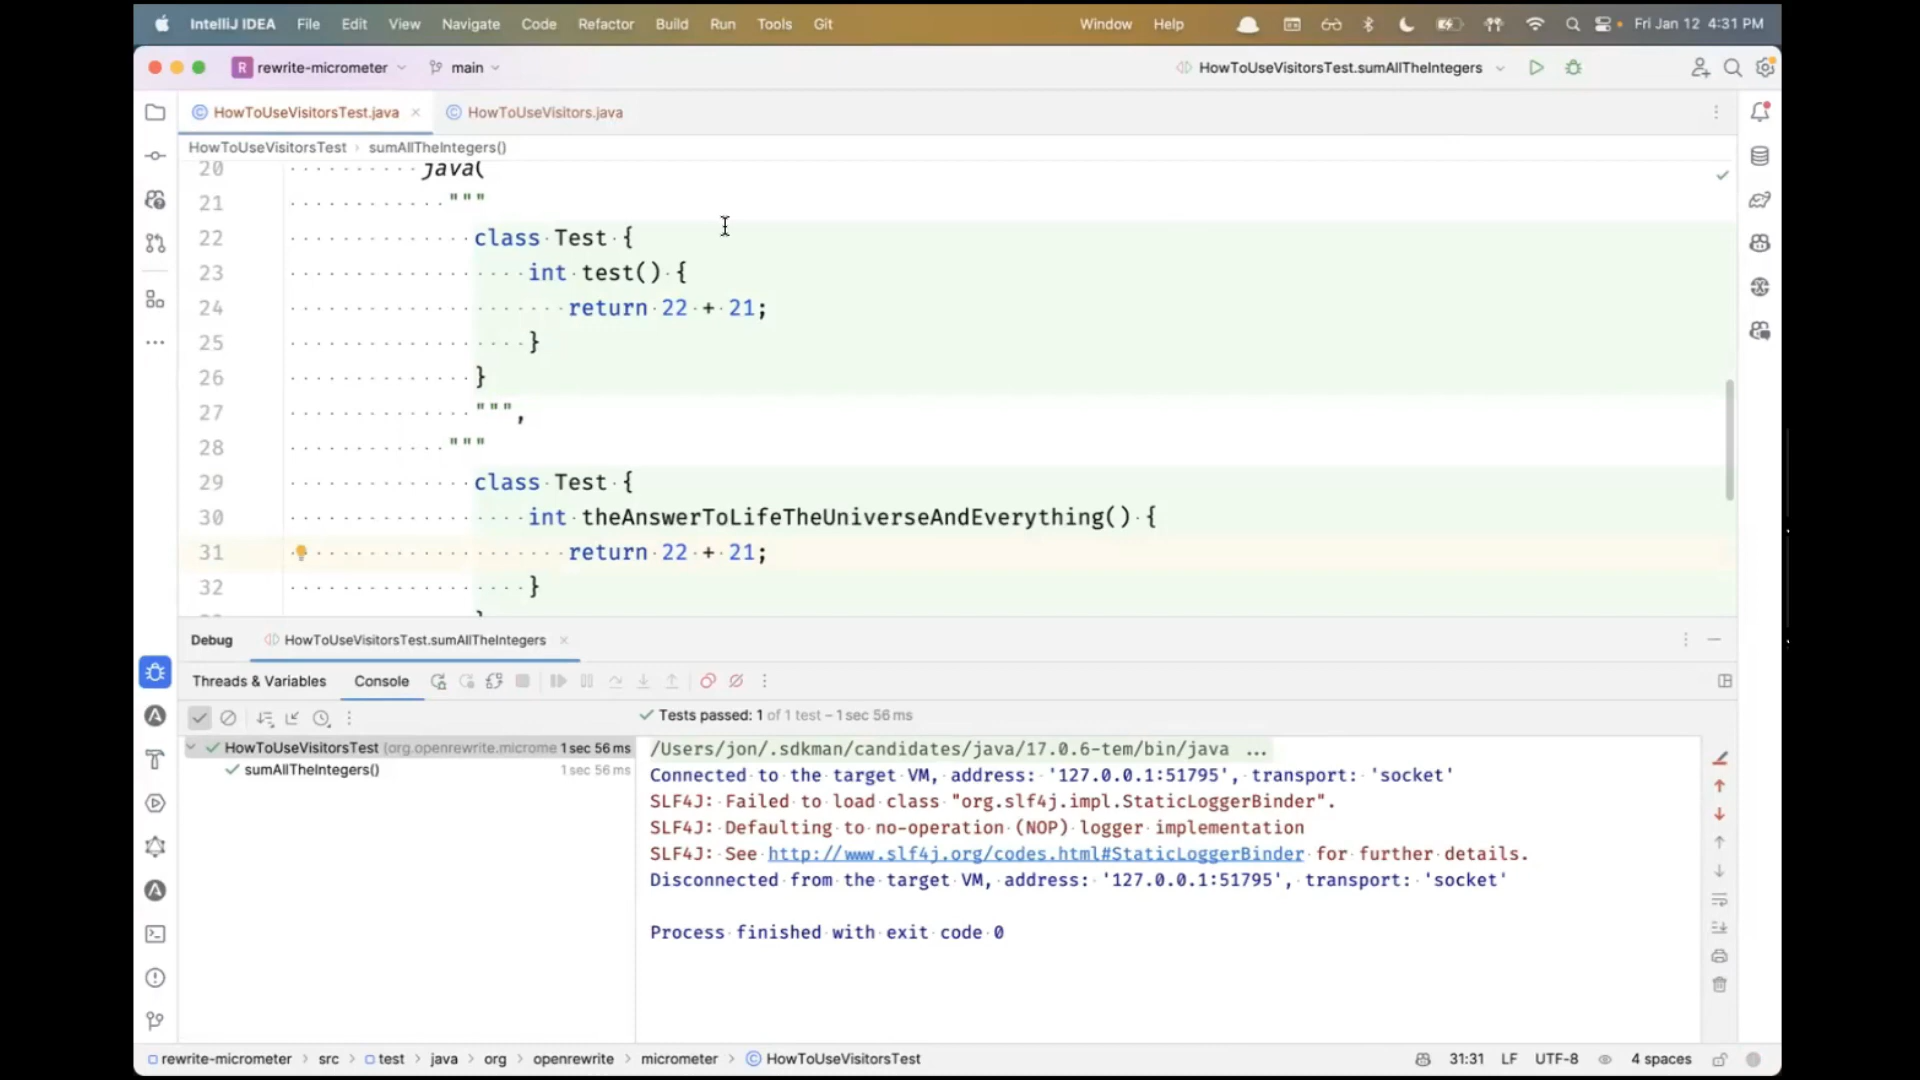 IntelliJ IDEA File Edit View Navigate Code Refactor Build Run Tools Git Window Help Fri Jan 12 4:31 PM
R rewrite-micrometer main HowToUseVisitorsTest.sumAllTheIntegers
HowToUseVisitorsTest.java HowToUseVisitors.java
HowToUseVisitorsTest › sumAllTheIntegers()
20 java(
21 """
22 class Test {
23 int test() {
24 return 22 + 21;
25 }
26 }
27 """,
28 """
29 class Test {
30 int theAnswerToLifeTheUniverseAndEverything() {
31 return 22 + 21;
32 }
Debug HowToUseVisitorsTest.sumAllTheIntegers
Threads & Variables Console
Tests passed: 1 of 1 test – 1 sec 56 ms
HowToUseVisitorsTest (org.openrewrite.microme 1 sec 56 ms
sumAllTheIntegers() 1 sec 56 ms
/Users/jon/.sdkman/candidates/java/17.0.6-tem/bin/java ...
Connected to the target VM, address: '127.0.0.1:51795', transport: 'socket'
SLF4J: Failed to load class "org.slf4j.impl.StaticLoggerBinder".
SLF4J: Defaulting to no-operation (NOP) logger implementation
SLF4J: See http://www.slf4j.org/codes.html#StaticLoggerBinder for further details.
Disconnected from the target VM, address: '127.0.0.1:51795', transport: 'socket'
Process finished with exit code 0
rewrite-micrometer › src › test › java › org › openrewrite › micrometer › HowToUseVisitorsTest 31:31 LF UTF-8 4 spaces